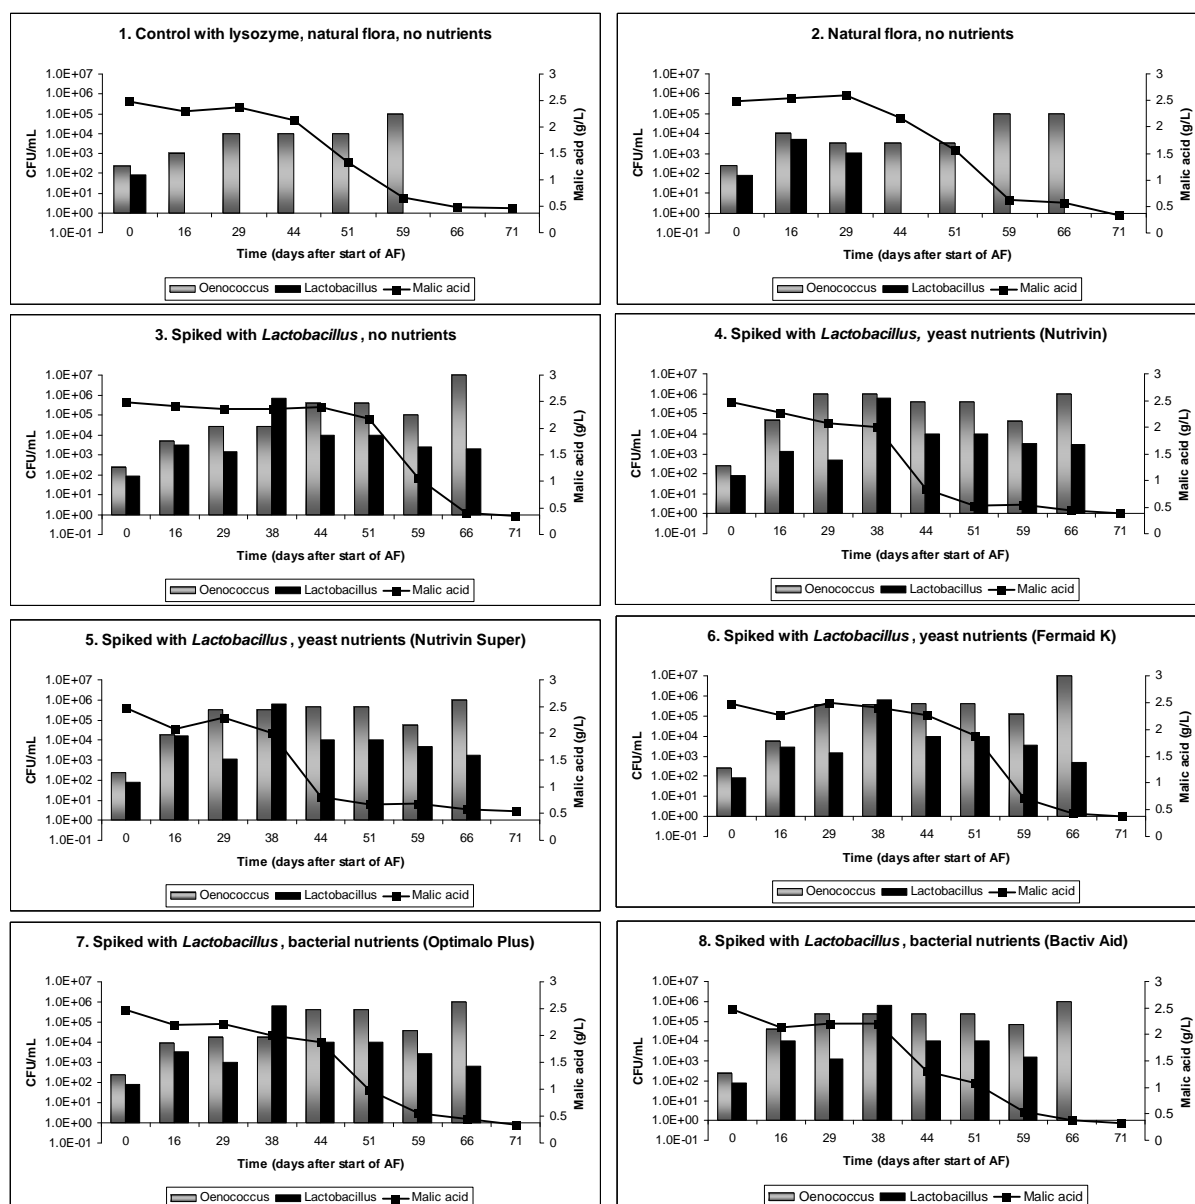 1. Control with lysozyme, natural flora, no nutrients
CFU/mL
1.0E+07
1.0E+06
1.0E+05
1.0E+04
1.0E+03
1.0E+02
1.0E+01
1.0E+00
1.0E-01
3
2.5
2
1.5
1
0.5
0
Malic acid (g/L)
0 16 29 44 51 59 66 71
Time (days after start of AF)
Oenococcus Lactobacillus Malic acid
2. Natural flora, no nutrients
CFU/mL
1.0E+07
1.0E+06
1.0E+05
1.0E+04
1.0E+03
1.0E+02
1.0E+01
1.0E+00
1.0E-01
3
2.5
2
1.5
1
0.5
0
Malic acid (g/L)
0 16 29 44 51 59 66 71
Time (days after start of AF)
Oenococcus Lactobacillus Malic acid
3. Spiked with Lactobacillus, no nutrients
CFU/mL
1.0E+07
1.0E+06
1.0E+05
1.0E+04
1.0E+03
1.0E+02
1.0E+01
1.0E+00
1.0E-01
3
2.5
2
1.5
1
0.5
0
Malic acid (g/L)
0 16 29 38 44 51 59 66 71
Time (days after start of AF)
Oenococcus Lactobacillus Malic acid
4. Spiked with Lactobacillus, yeast nutrients (Nutrivin)
CFU/mL
1.0E+07
1.0E+06
1.0E+05
1.0E+04
1.0E+03
1.0E+02
1.0E+01
1.0E+00
1.0E-01
3
2.5
2
1.5
1
0.5
0
Malic acid (g/L)
0 16 29 38 44 51 59 66 71
Time (days after start of AF)
Oenococcus Lactobacillus Malic acid
5. Spiked with Lactobacillus, yeast nutrients (Nutrivin Super)
CFU/mL
1.0E+07
1.0E+06
1.0E+05
1.0E+04
1.0E+03
1.0E+02
1.0E+01
1.0E+00
1.0E-01
3
2.5
2
1.5
1
0.5
0
Malic acid (g/L)
0 16 29 38 44 51 59 66 71
Time (days after start of AF)
Oenococcus Lactobacillus Malic acid
6. Spiked with Lactobacillus, yeast nutrients (Fermaid K)
CFU/mL
1.0E+07
1.0E+06
1.0E+05
1.0E+04
1.0E+03
1.0E+02
1.0E+01
1.0E+00
1.0E-01
3
2.5
2
1.5
1
0.5
0
Malic acid (g/L)
0 16 29 38 44 51 59 66 71
Time (days after start of AF)
Oenococcus Lactobacillus Malic acid
7. Spiked with Lactobacillus, bacterial nutrients (Optimalo Plus)
CFU/mL
1.0E+07
1.0E+06
1.0E+05
1.0E+04
1.0E+03
1.0E+02
1.0E+01
1.0E+00
1.0E-01
3
2.5
2
1.5
1
0.5
0
Malic acid (g/L)
0 16 29 38 44 51 59 66 71
Time (days after start of AF)
Oenococcus Lactobacillus Malic acid
8. Spiked with Lactobacillus, bacterial nutrients (Bactiv Aid)
CFU/mL
1.0E+07
1.0E+06
1.0E+05
1.0E+04
1.0E+03
1.0E+02
1.0E+01
1.0E+00
1.0E-01
3
2.5
2
1.5
1
0.5
0
Malic acid (g/L)
0 16 29 38 44 51 59 66 71
Time (days after start of AF)
Oenococcus Lactobacillus Malic acid